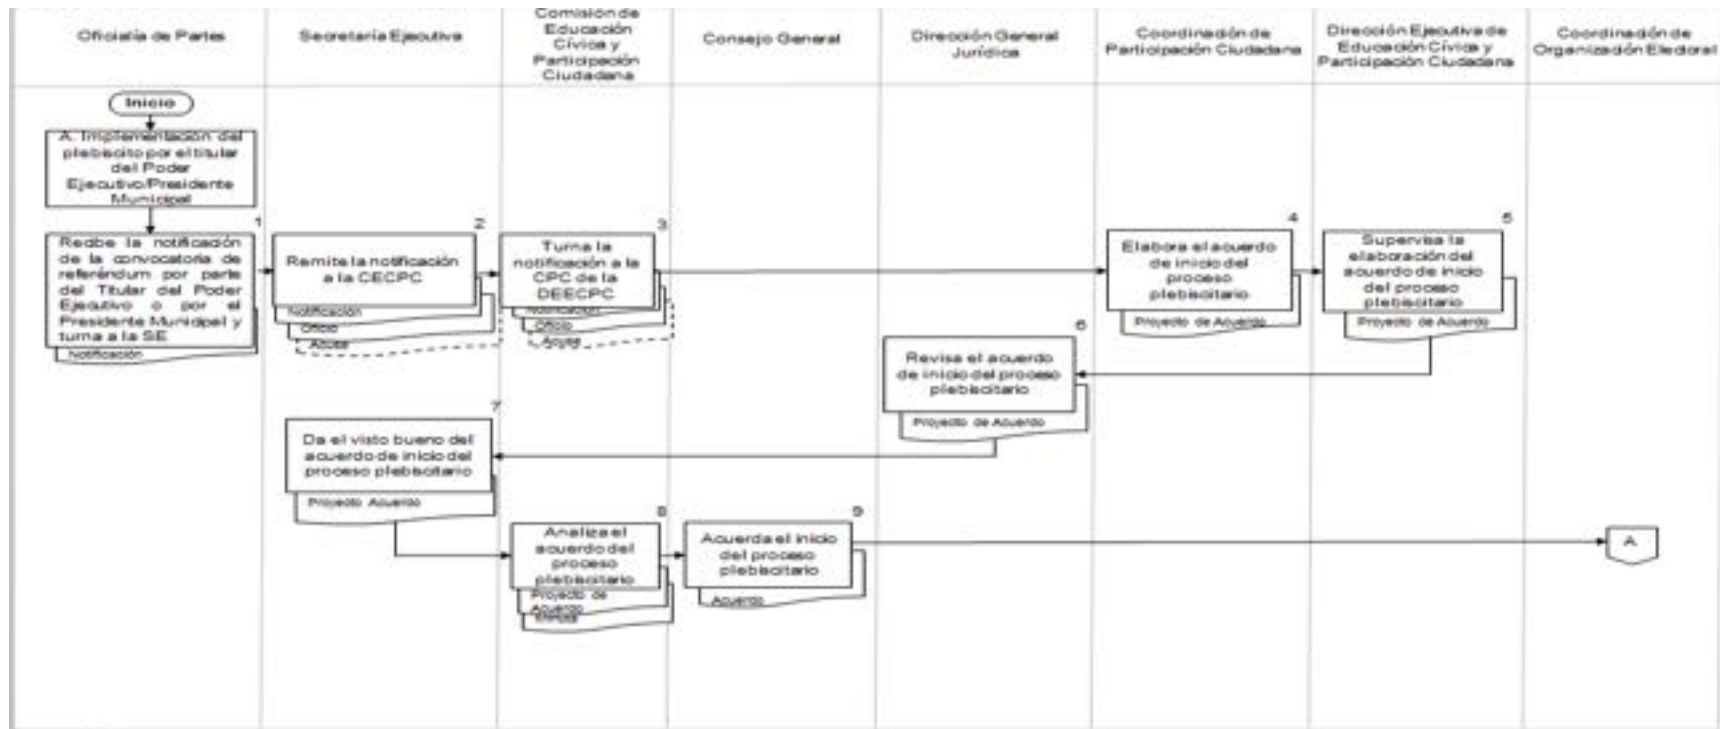 Oficialía de Partes
Secretaría Ejecutiva
Comisión de
Educación
Cívica y
Participación
Ciudadana
Consejo General
Dirección General
Jurídica
Coordinación de
Participación Ciudadana
Dirección Ejecutiva de
Educación Cívica y
Participación Ciudadana
Coordinación de
Organización Electoral
Inicio
A. Implementación del
plebiscito por el titular
del Poder
Ejecutivo/Presidente
Municipal
1
Recibe la notificación
de la convocatoria de
referéndum por parte
del Titular del Poder
Ejecutivo o por el
Presidente Municipal y
turna a la SE
Notificación
2
Remite la notificación
a la CECPC
Notificación
Oficio
Acuse
3
Turna la
notificación a la
CPC de la
DEECPC
Notificación
Oficio
Acuse
4
Elabora el acuerdo
de inicio del
proceso
plebiscitario
Proyecto de Acuerdo
5
Supervisa la
elaboración del
acuerdo de inicio
del proceso
plebiscitario
Proyecto de Acuerdo
6
Revisa el acuerdo
de inicio del proceso
plebiscitario
Proyecto de Acuerdo
7
Da el visto bueno del
acuerdo de inicio del
proceso plebiscitario
Proyecto Acuerdo
8
Analiza el
acuerdo del
proceso
plebiscitario
Proyecto de
Acuerdo
Minuta
9
Acuerda el inicio
del proceso
plebiscitario
Acuerdo
A